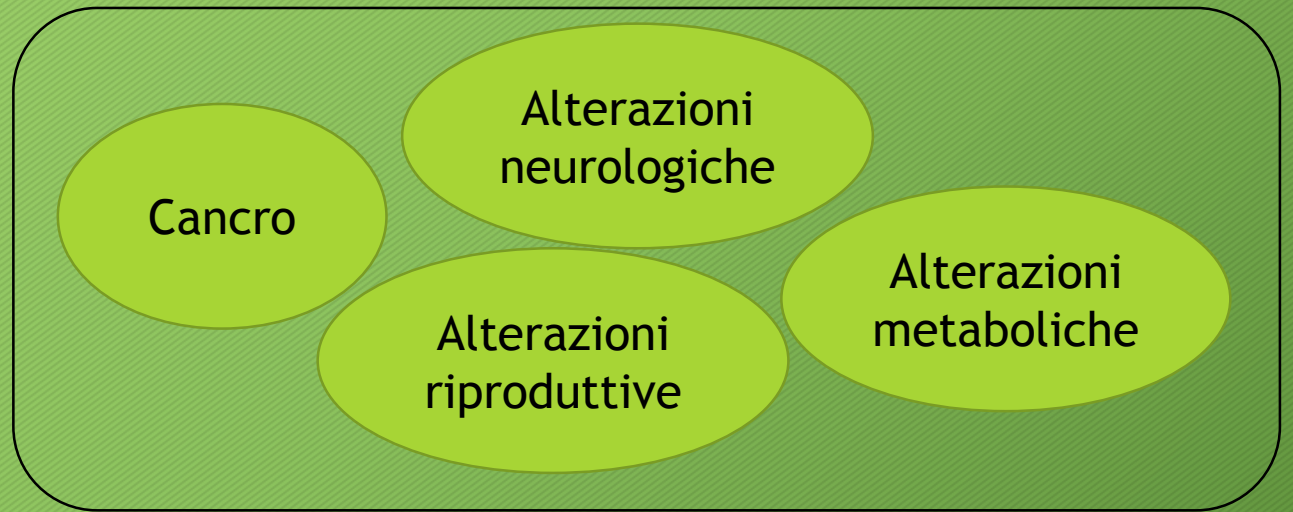 Cancro
Alterazioni
neurologiche
Alterazioni
riproduttive
Alterazioni
metaboliche